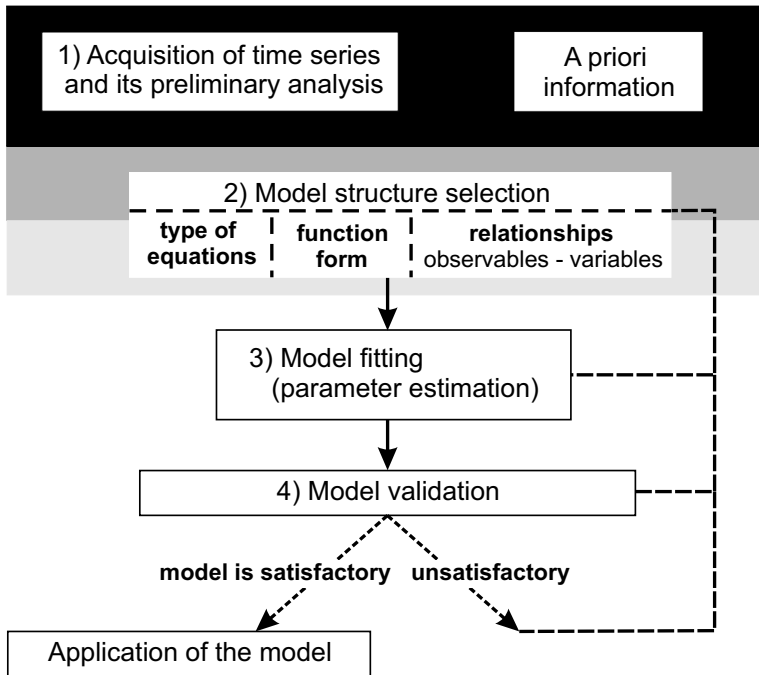 1) Acquisition of time series
and its preliminary analysis
A priori
information
2) Model structure selection
type of
equations
function
form
relationships
observables - variables
3) Model fitting
(parameter estimation)
4) Model validation
model is satisfactory
unsatisfactory
Application of the model